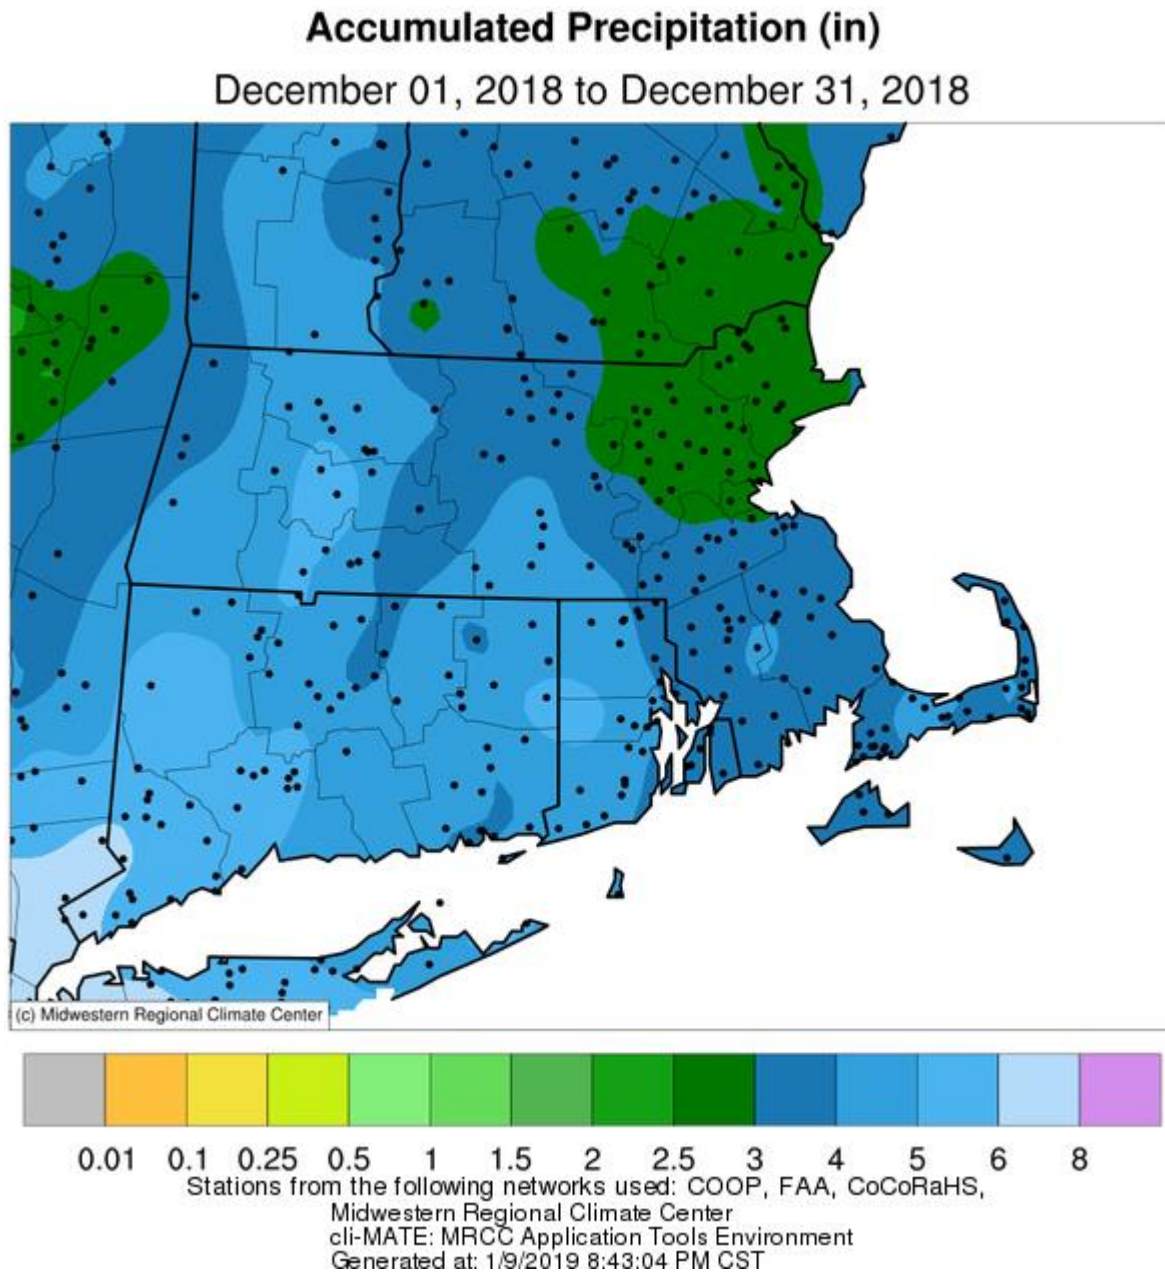 Accumulated Precipitation (in)
December 01, 2018 to December 31, 2018
(c) Midwestern Regional Climate Center
0.01 0.1 0.25 0.5 1 1.5 2 2.5 3 4 5 6 8
Stations from the following networks used: COOP, FAA, CoCoRaHS,
Midwestern Regional Climate Center
cli-MATE: MRCC Application Tools Environment
Generated at: 1/9/2019 8:43:04 PM CST